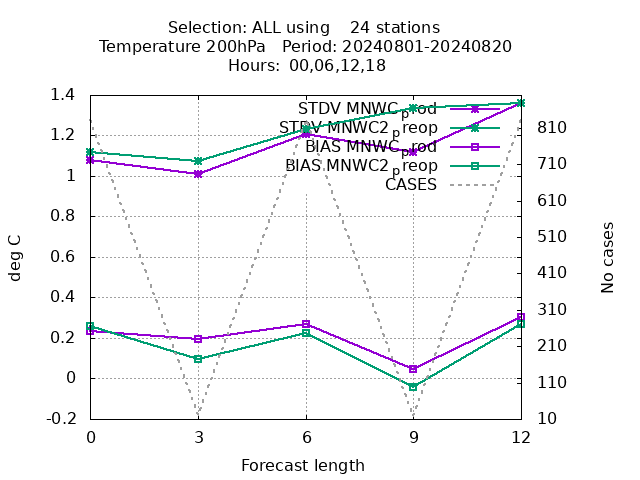 Selection: ALL using 24 stations
Temperature 200hPa Period: 20240801-20240820
Hours: 00,06,12,18
STDV MNWC_prod
STDV MNWC2_preop
BIAS MNWC_prod
BIAS MNWC2_preop
CASES
1.4
1.2
1
0.8
0.6
0.4
0.2
0
-0.2
deg C
810
710
610
510
410
310
210
110
10
No cases
0 3 6 9 12
Forecast length